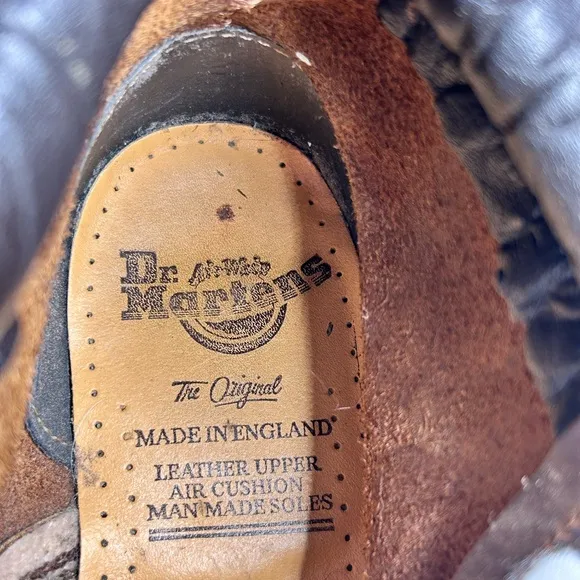 Dr. AirWair
Martens
The Original
MADE IN ENGLAND
LEATHER UPPER
AIR CUSHION
MAN MADE SOLES